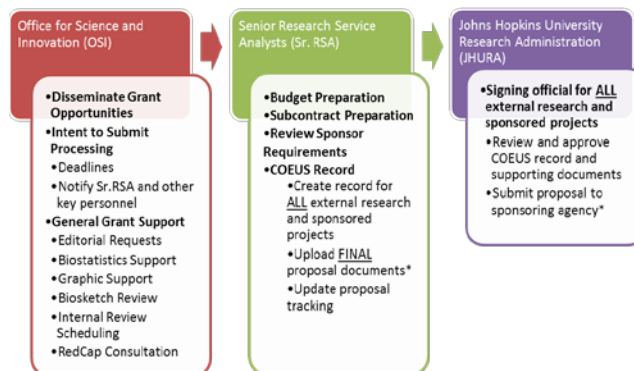 Office for Science and
Innovation (OSI)
•Disseminate Grant
Opportunities
•Intent to Submit
Processing
•Deadlines
•Notify Sr.RSA and other
key personnel
•General Grant Support
•Editorial Requests
•Biostatistics Support
•Graphic Support
•Biosketch Review
•Internal Review
Scheduling
•RedCap Consultation
Senior Research Service
Analysts (Sr. RSA)
•Budget Preparation
•Subcontract Preparation
•Review Sponsor
Requirements
•COEUS Record
•Create record for
ALL external research
and sponsored
projects
•Upload FINAL
proposal documents*
•Update proposal
tracking
Johns Hopkins University
Research Administration
(JHURA)
•Signing official for ALL
external research and
sponsored projects
•Review and approve
COEUS record and
supporting documents
•Submit proposal to
sponsoring agency*